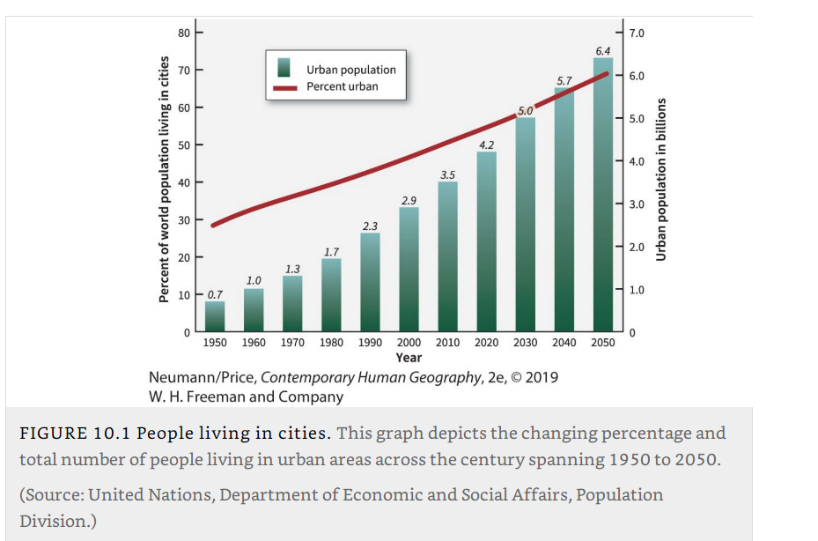 80
70
60
50
40
30
20
10
0
Percent of world population living in cities
Urban population
Percent urban
7.0
6.0
5.0
4.0
3.0
2.0
1.0
0
Urban population in billions
0.7
1.0
1.3
1.7
2.3
2.9
3.5
4.2
5.0
5.7
6.4
1950 1960 1970 1980 1990 2000 2010 2020 2030 2040 2050
Year
Neumann/Price, Contemporary Human Geography, 2e, © 2019
W. H. Freeman and Company
FIGURE 10.1 People living in cities. This graph depicts the changing percentage and
total number of people living in urban areas across the century spanning 1950 to 2050.
(Source: United Nations, Department of Economic and Social Affairs, Population
Division.)